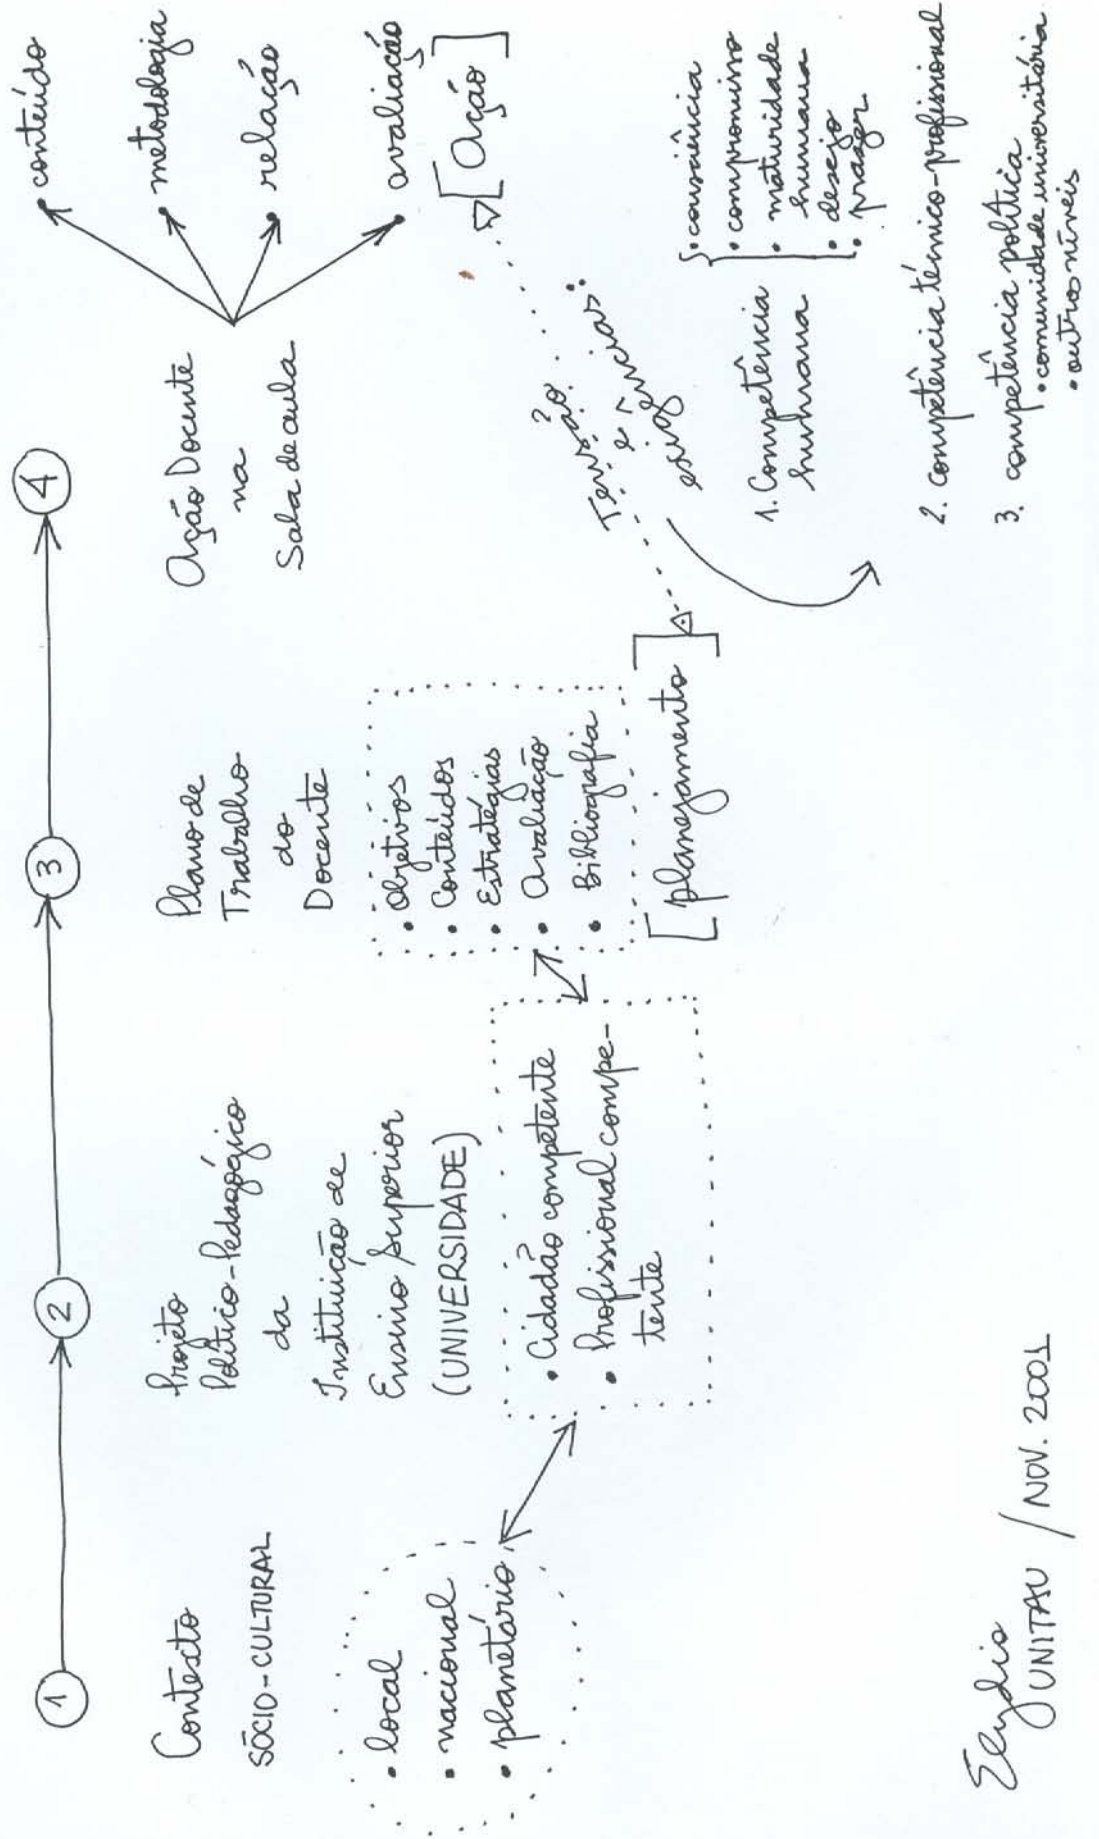 1
2
3
4
Contexto
SÓCIO-CULTURAL
• local
• nacional
• planetário
Projeto
Político-Pedagógico
da
Instituição de
Ensino Superior
(UNIVERSIDADE)
• Cidadão competente
• Profissional compe-
tente
Plano de
Trabalho
do
Docente
• Objetivos
• Conteúdos
• Estratégias
• Avaliação
• Bibliografia
[planejamento]
Ação Docente
na
Sala de aula
• conteúdo
• metodologia
• relação
• avaliação
[Ação]
Tensão
e
exigências:
1. Competência
humana
• consciência
• compromisso
• maturidade
humana
• desejo
• prazer
2. competência técnico-profissional
3. competência política
• comunidade universitária
• outros níveis
Elydio
UNITAU / NOV. 2001